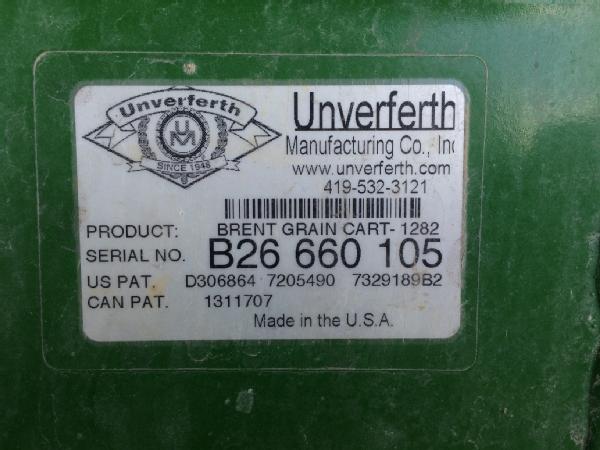 Unverferth
UM
SINCE 1948
Unverferth
Manufacturing Co., Inc
www.unverferth.com
419-532-3121
PRODUCT: BRENT GRAIN CART- 1282
SERIAL NO. B26 660 105
US PAT. D306864 7205490 7329189B2
CAN PAT. 1311707
Made in the U.S.A.